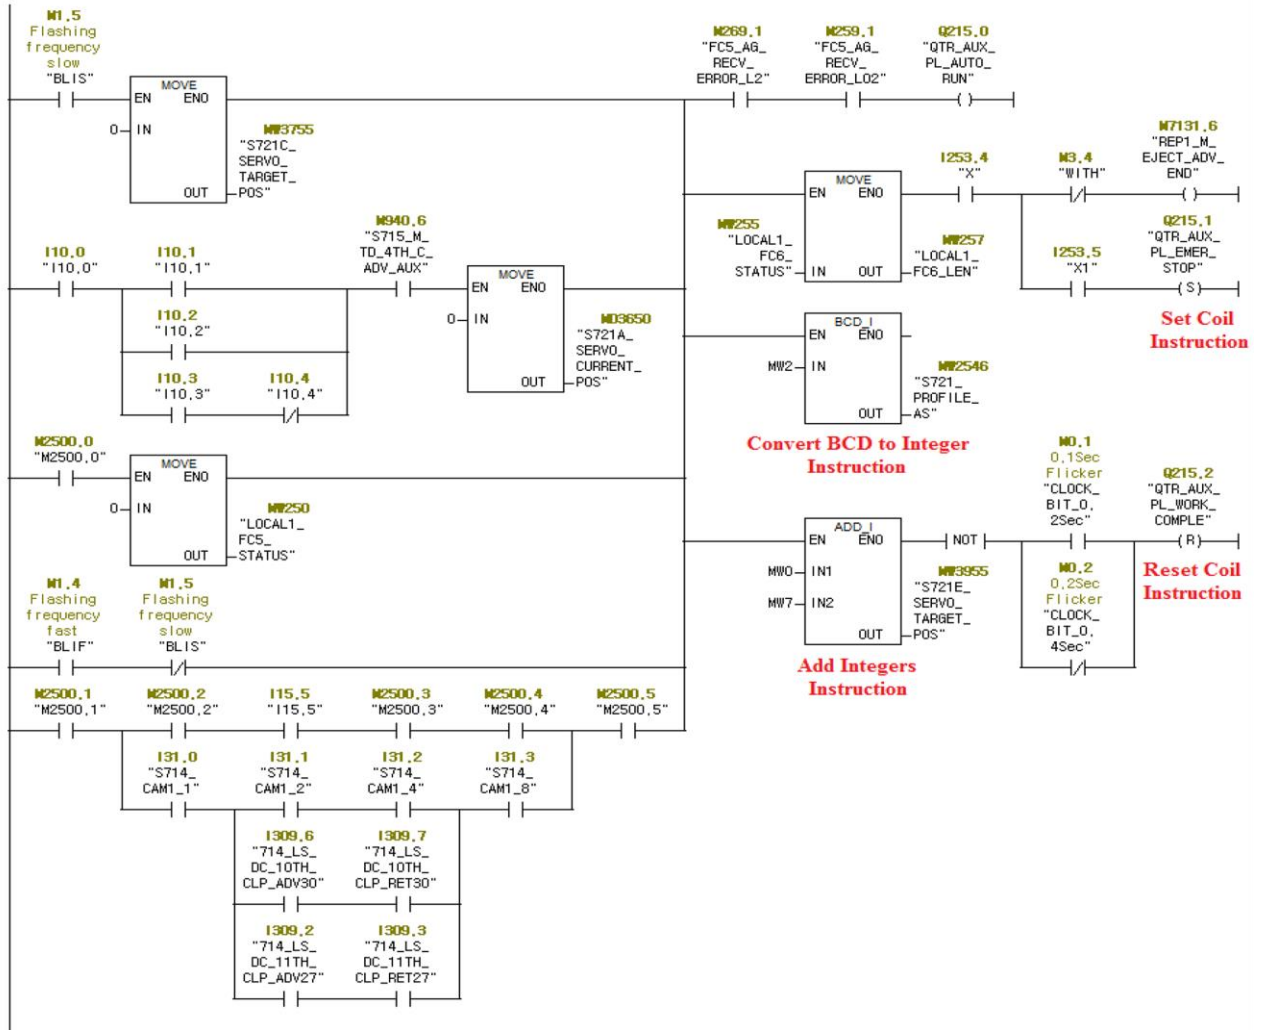 M1.5
Flashing
frequency
slow
"BLIS"
MOVE
EN ENO
0 IN
MW3755
"S721C_
SERVO_
TARGET_
OUT POS"
M269.1
"FC5_AG_
RECV_
ERROR_L2"
M259.1
"FC5_AG_
RECV_
ERROR_L02"
Q215.0
"QTR_AUX_
PL_AUTO_
RUN"
I10.0
"I10.0"
I10.1
"I10.1"
I10.2
"I10.2"
I10.3
"I10.3"
I10.4
"I10.4"
M940.6
"S715_M_
TD_4TH_C_
ADV_AUX"
MOVE
EN ENO
0 IN
MD3650
"S721A_
SERVO_
CURRENT_
OUT POS"
MOVE
EN ENO
MW255
"LOCAL1_
FC6_
STATUS" IN
MW257
"LOCAL1_
OUT FC6_LEN"
I253.4
"X"
M3.4
"WITH"
M7131.6
"REP1_M_
EJECT_ADV_
END"
I253.5
"X1"
Q215.1
"QTR_AUX_
PL_EMER_
STOP"
(S)
Set Coil
Instruction
BCD_I
EN ENO
MW2 IN
MW2546
"S721_
PROFILE_
OUT AS"
Convert BCD to Integer
Instruction
M2500.0
"M2500.0"
MOVE
EN ENO
0 IN
MW250
"LOCAL1_
FC5_
OUT STATUS"
ADD_I
EN ENO
MW0 IN1
MW7 IN2
MW3955
"S721E_
SERVO_
TARGET_
OUT POS"
NOT
Add Integers
Instruction
M0.1
0.1Sec
Flicker
"CLOCK_
BIT_0.
2Sec"
M0.2
0.2Sec
Flicker
"CLOCK_
BIT_0.
4Sec"
Q215.2
"QTR_AUX_
PL_WORK_
COMPLE"
(R)
Reset Coil
Instruction
M1.4
Flashing
frequency
fast
"BLIF"
M1.5
Flashing
frequency
slow
"BLIS"
M2500.1
"M2500.1"
M2500.2
"M2500.2"
I15.5
"I15.5"
M2500.3
"M2500.3"
M2500.4
"M2500.4"
M2500.5
"M2500.5"
I31.0
"S714_
CAM1_1"
I31.1
"S714_
CAM1_2"
I31.2
"S714_
CAM1_4"
I31.3
"S714_
CAM1_8"
I309.6
"714_LS_
DC_10TH_
CLP_ADV30"
I309.7
"714_LS_
DC_10TH_
CLP_RET30"
I309.2
"714_LS_
DC_11TH_
CLP_ADV27"
I309.3
"714_LS_
DC_11TH_
CLP_RET27"